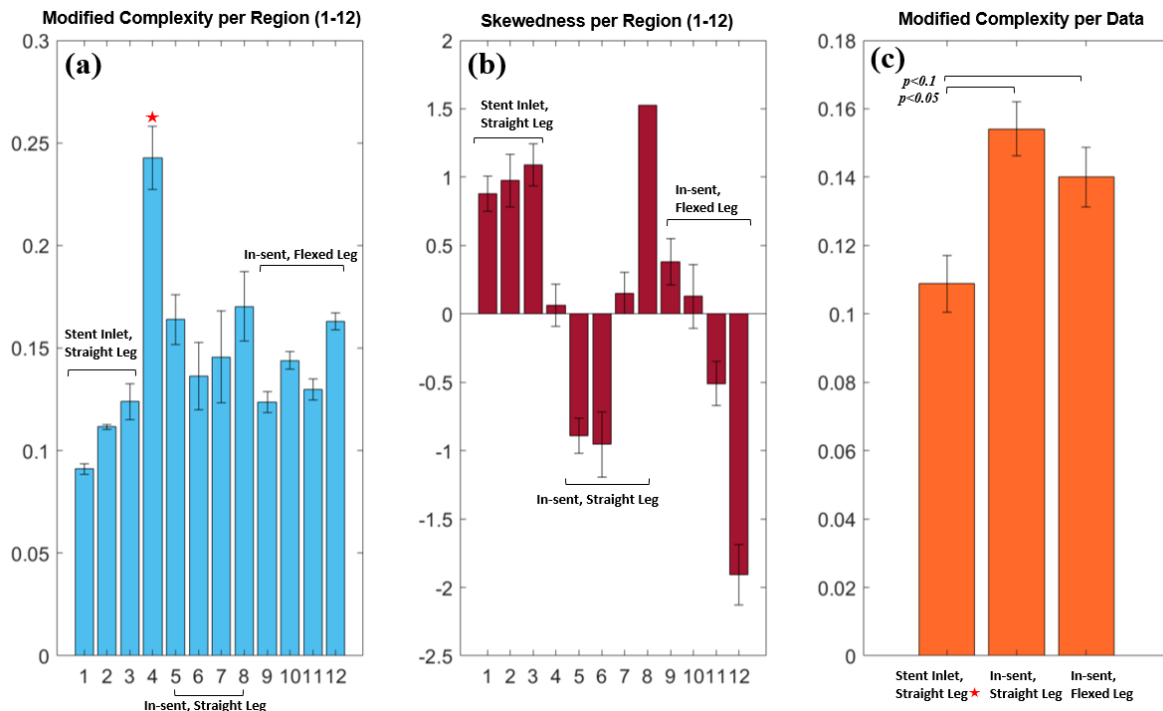 Modified Complexity per Region (1-12)
(a)
0.3
0.25
0.2
0.15
0.1
0.05
0
Stent Inlet,
Straight Leg
In-sent, Flexed Leg
1 2 3 4 5 6 7 8 9 10 11 12
In-sent, Straight Leg
Skewedness per Region (1-12)
(b)
2
1.5
1
0.5
0
-0.5
-1
-1.5
-2
-2.5
Stent Inlet,
Straight Leg
In-sent,
Flexed Leg
In-sent, Straight Leg
1 2 3 4 5 6 7 8 9 10 11 12
Modified Complexity per Data
(c)
0.18
0.16
0.14
0.12
0.1
0.08
0.06
0.04
0.02
0
p<0.1
p<0.05
Stent Inlet,
Straight Leg
In-sent,
Straight Leg
In-sent,
Flexed Leg